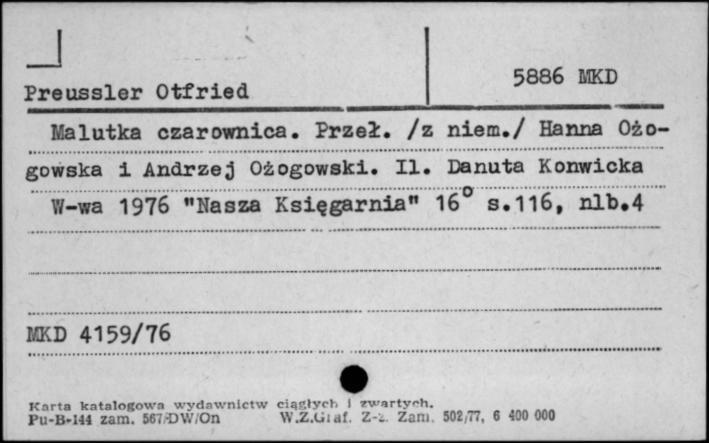 5886 MKD
Preussler Otfried
Malutka czarownica. Przeł. /z niem./ Hanna Ożo-
gowska i Andrzej Ożogowski. Il. Danuta Konwicka
W-wa 1976 "Nasza Księgarnia" 16° s.116, nlb.4
MKD 4159/76
Karta katalogowa wydawnictw ciągłych i zwartych.
Pu-B-144 zam. 567/DW/On W.Z.Graf. Z-z. Zam. 502/77, 6 400 000